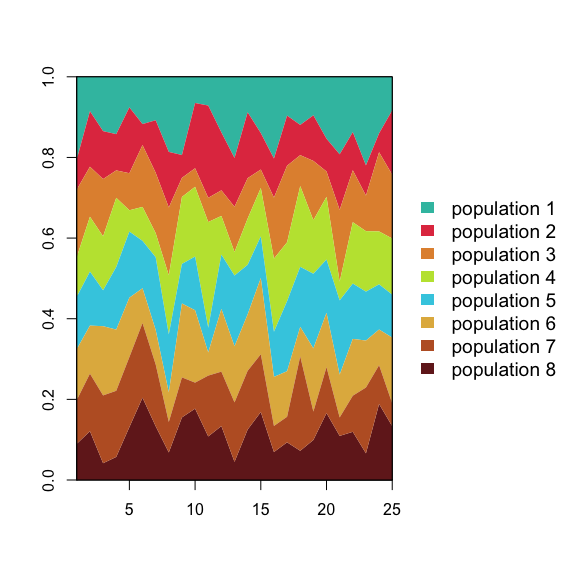 1.0
0.8
0.6
0.4
0.2
0.0
5 10 15 20 25
population 1
population 2
population 3
population 4
population 5
population 6
population 7
population 8